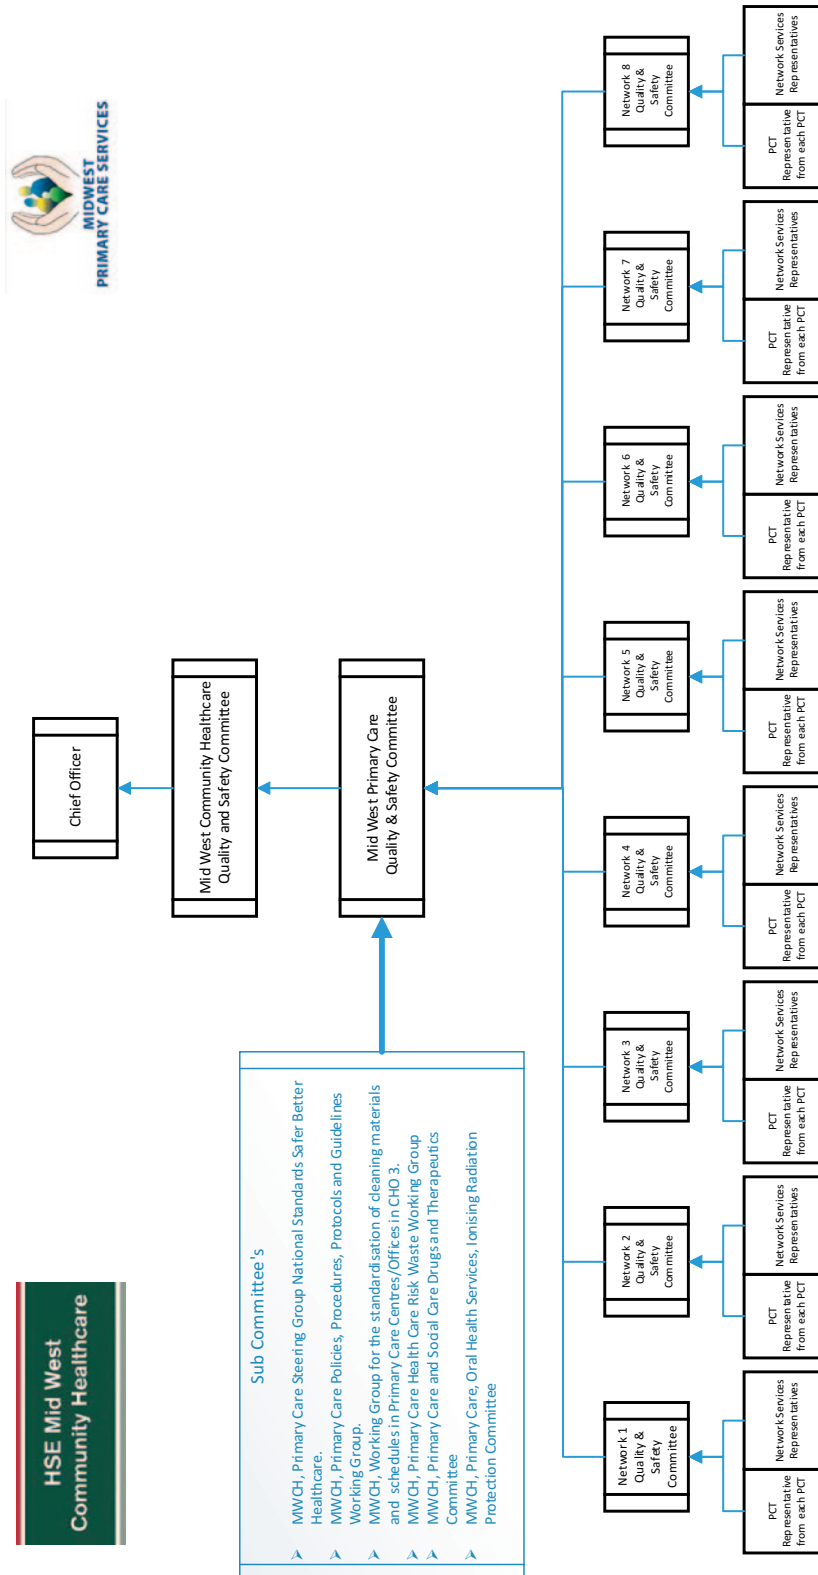 HSE Mid West
Community Healthcare
MIDWEST
PRIMARY CARE SERVICES
Chief Officer
Mid West Community Healthcare
Quality and Safety Committee
Mid West Primary Care
Quality & Safety Committee
Sub Committee's
➢ MWCH, Primary Care Steering Group National Standards Safer Better
Healthcare.
➢ MWCH, Primary Care Policies, Procedures, Protocols and Guidelines
Working Group.
➢ MWCH, Working Group for the standardisation of cleaning materials
and schedules in Primary Care Centres/Offices in CHO 3.
➢ MWCH, Primary Care Health Care Risk Waste Working Group
➢ MWCH, Primary Care and Social Care Drugs and Therapeutics
Committee
➢ MWCH, Primary Care, Oral Health Services, Ionising Radiation
Protection Committee
Network 1
Quality &
Safety
Committee
Network 2
Quality &
Safety
Committee
Network 3
Quality &
Safety
Committee
Network 4
Quality &
Safety
Committee
Network 5
Quality &
Safety
Committee
Network 6
Quality &
Safety
Committee
Network 7
Quality &
Safety
Committee
Network 8
Quality &
Safety
Committee
PCT
Representative
from each PCT
Network Services
Representatives
PCT
Representative
from each PCT
Network Services
Representatives
PCT
Representative
from each PCT
Network Services
Representatives
PCT
Representative
from each PCT
Network Services
Representatives
PCT
Representative
from each PCT
Network Services
Representatives
PCT
Representative
from each PCT
Network Services
Representatives
PCT
Representative
from each PCT
Network Services
Representatives
PCT
Representative
from each PCT
Network Services
Representatives